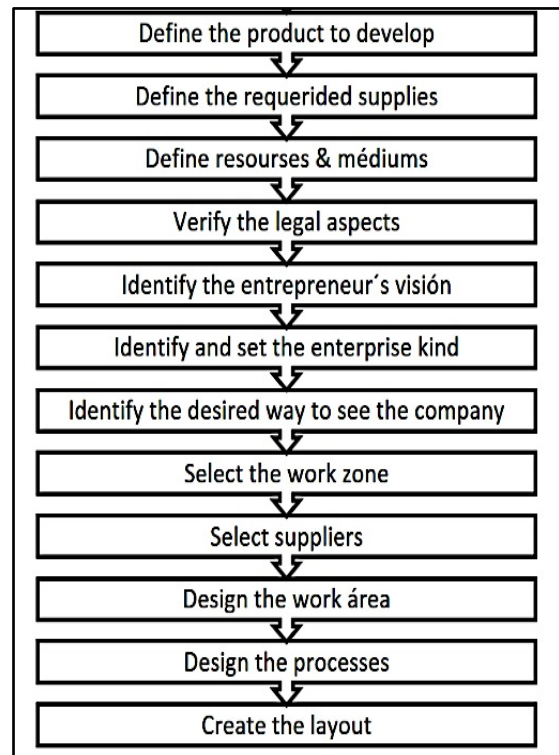 Define the product to develop
Define the requerided supplies
Define resourses & médiums
Verify the legal aspects
Identify the entrepreneur´s visión
Identify and set the enterprise kind
Identify the desired way to see the company
Select the work zone
Select suppliers
Design the work área
Design the processes
Create the layout